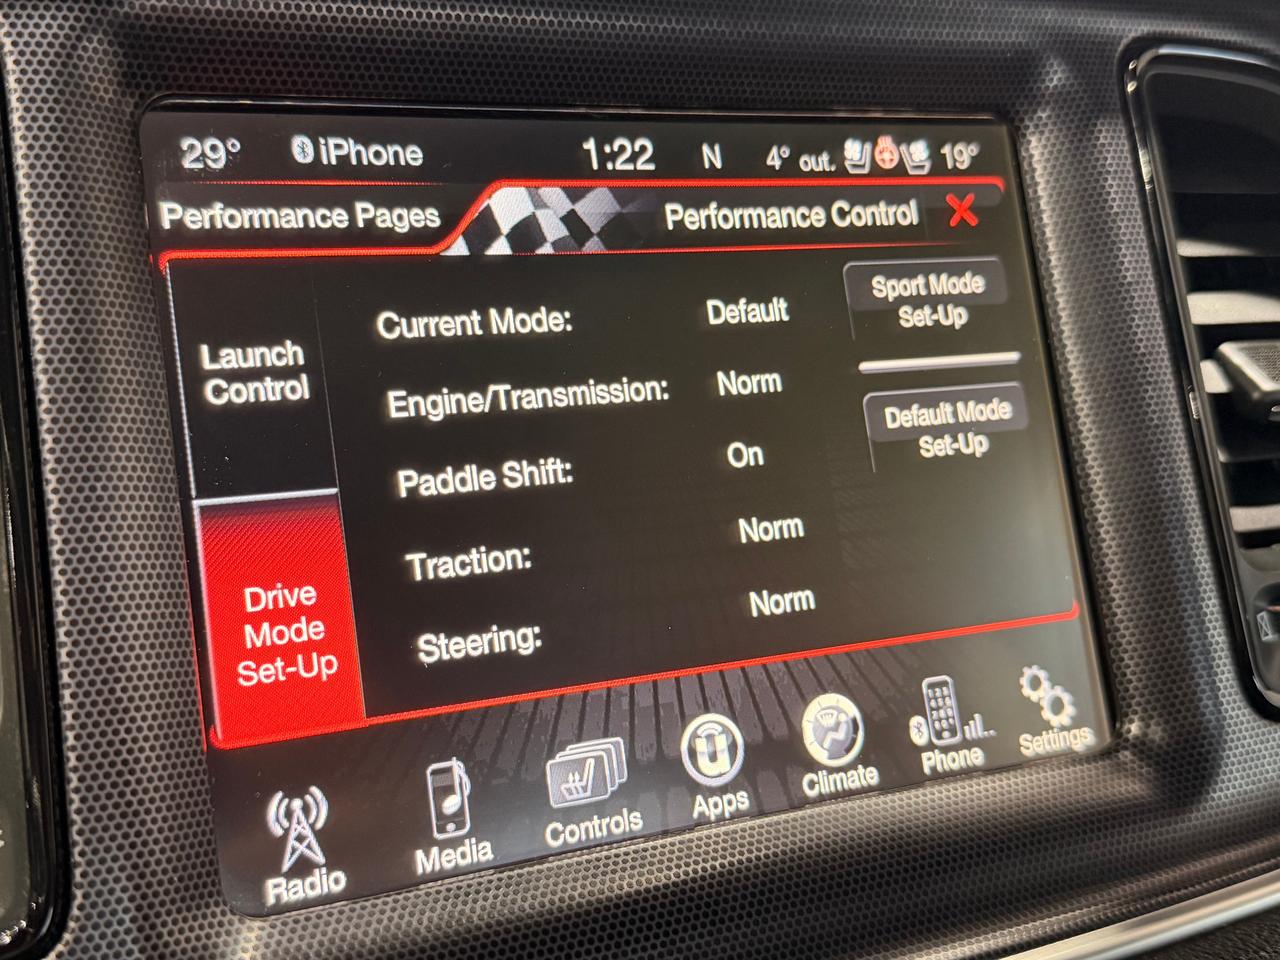 29° iPhone 1:22 N 4° out. 19°
Performance Pages Performance Control
Launch
Control
Drive
Mode
Set-Up
Current Mode: Default
Engine/Transmission: Norm
Paddle Shift: On
Traction: Norm
Steering: Norm
Sport Mode
Set-Up
Default Mode
Set-Up
Radio
Media
Controls
Apps
Climate
Phone
Settings